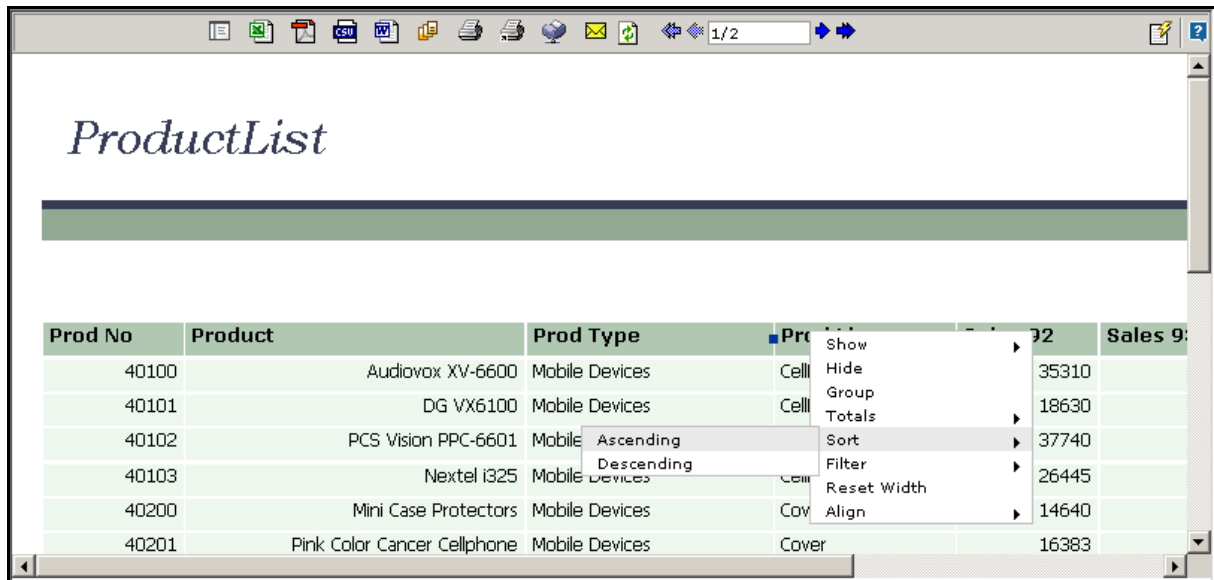 CSV W
1/2
?
ProductList
Prod No Product Prod Type 92 Sales
40100 Audiovox XV-6600 Mobile Devices 35310
40101 DG VX6100 Mobile Devices 18630
40102 PCS Vision PPC-6601 37740
40103 Nextel i325 Mobile 26445
40200 Mini Case Protectors Mobile Devices 14640
40201 Pink Color Cancer Cellphone Mobile Devices Cover 16383
Show
Hide
Group
Totals
Sort
Filter
Reset Width
Align
Ascending
Descending